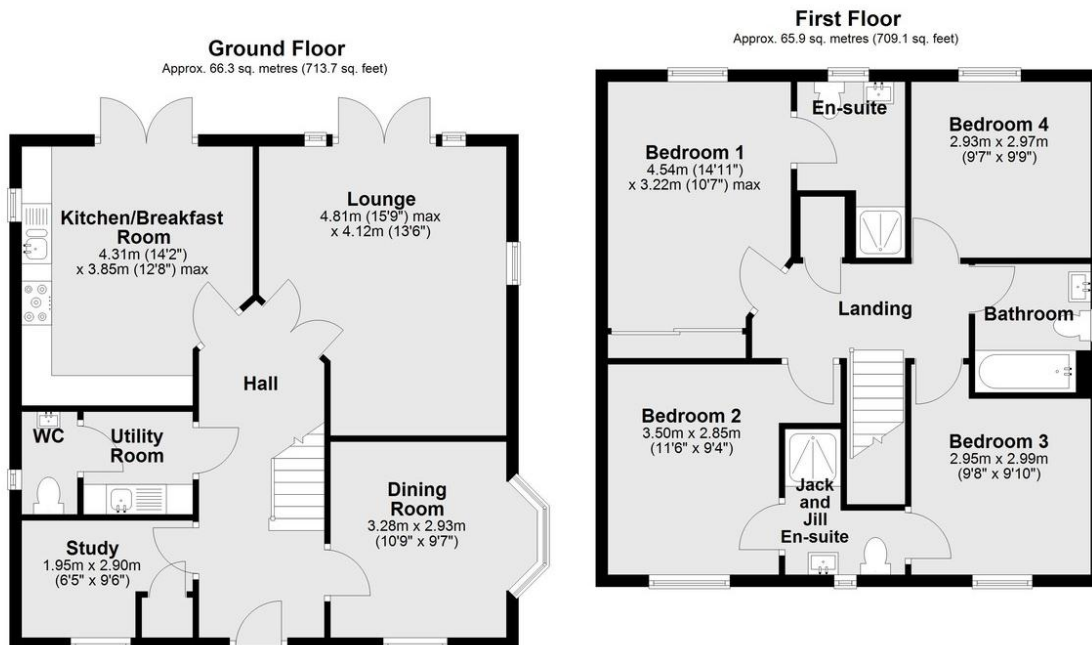 Ground Floor
Approx. 66.3 sq. metres (713.7 sq. feet)
Kitchen/Breakfast
Room
4.31m (14'2")
x 3.85m (12'8") max
Lounge
4.81m (15'9") max
x 4.12m (13'6")
Hall
WC
Utility
Room
Dining
Room
3.28m x 2.93m
(10'9" x 9'7")
Study
1.95m x 2.90m
(6'5" x 9'6")
First Floor
Approx. 65.9 sq. metres (709.1 sq. feet)
Bedroom 1
4.54m (14'11")
x 3.22m (10'7") max
En-suite
Bedroom 4
2.93m x 2.97m
(9'7" x 9'9")
Landing
Bathroom
Bedroom 2
3.50m x 2.85m
(11'6" x 9'4")
Jack
and
Jill
En-suite
Bedroom 3
2.95m x 2.99m
(9'8" x 9'10")